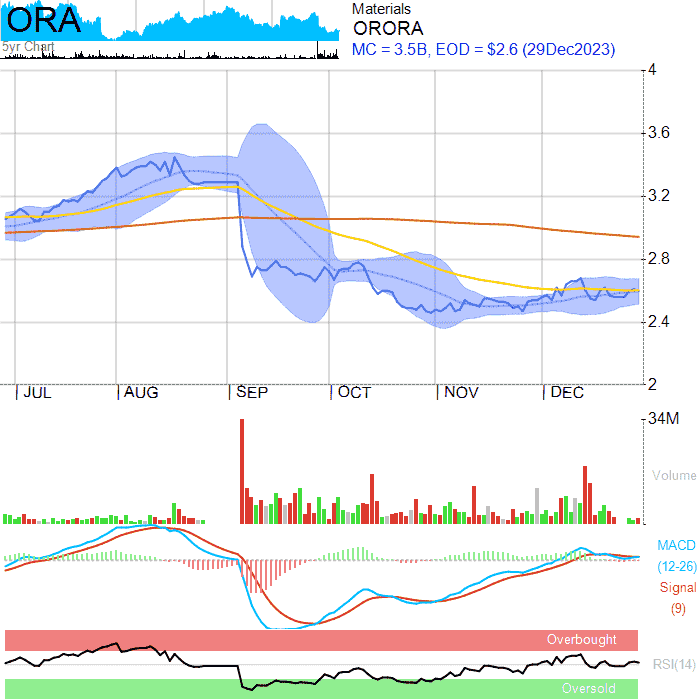 ORA
5yr Chart
Materials
ORORA
MC = 3.5B, EOD = $2.6 (29Dec2023)
4
3.6
3.2
2.8
2.4
2
JUL
AUG
SEP
OCT
NOV
DEC
34M
Volume
MACD
(12-26)
Signal
(9)
Overbought
RSI(14)
Oversold